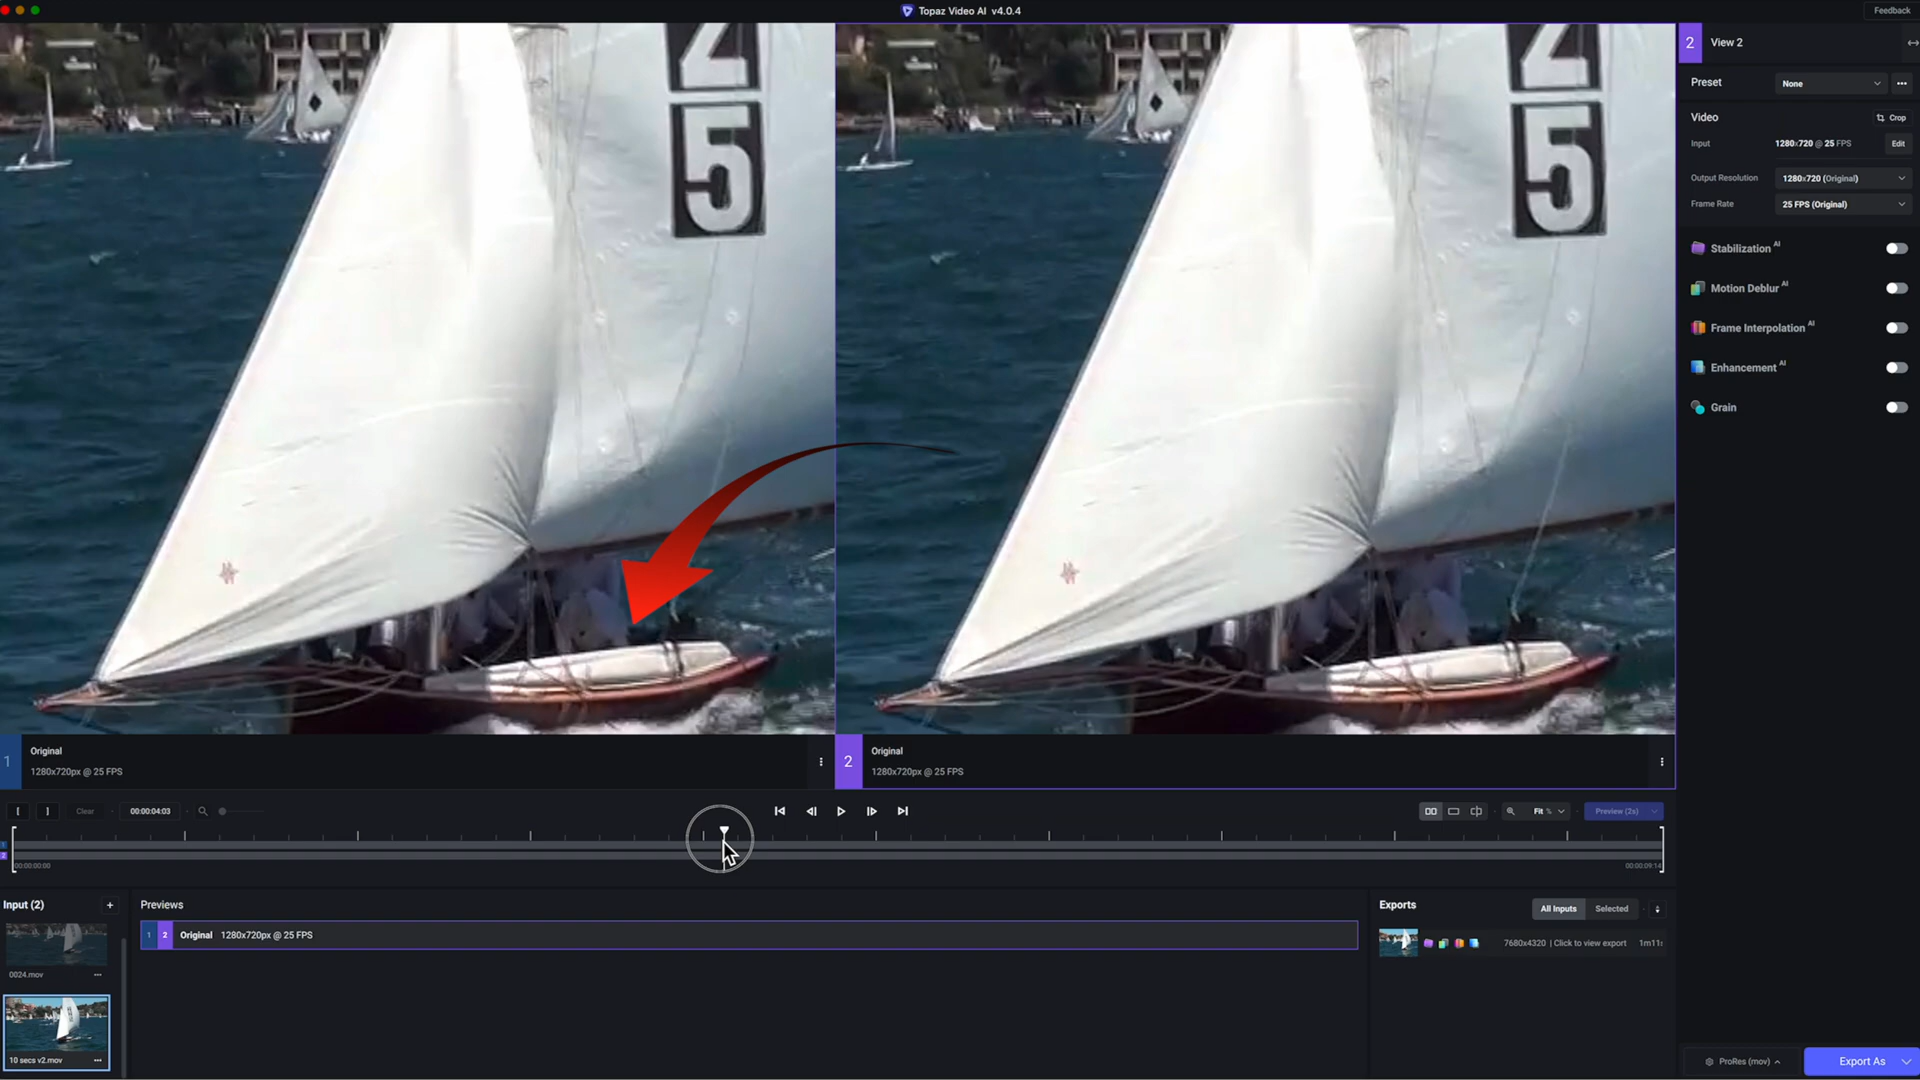 Topaz Video AI v4.0.4
Feedback
2 View 2
Preset None
Video Crop
Input 1280x720 @ 25 FPS Edit
Output Resolution 1280x720 (Original)
Frame Rate 25 FPS (Original)
Stabilization AI
Motion Deblur AI
Frame Interpolation AI
Enhancement AI
Grain
5
5
1 Original
1280x720px @ 25 FPS
2 Original
1280x720px @ 25 FPS
[ ] Clear 00:00:04:03
Fit % Preview (2s)
1
2
00:00:00:00 00:00:09:14
Input (2) +
0024.mov
10 secs v2.mov
Previews
1 2 Original 1280x720px @ 25 FPS
Exports All Inputs Selected
7680x4320 | Click to view export 1m11s
ProRes (mov) Export As